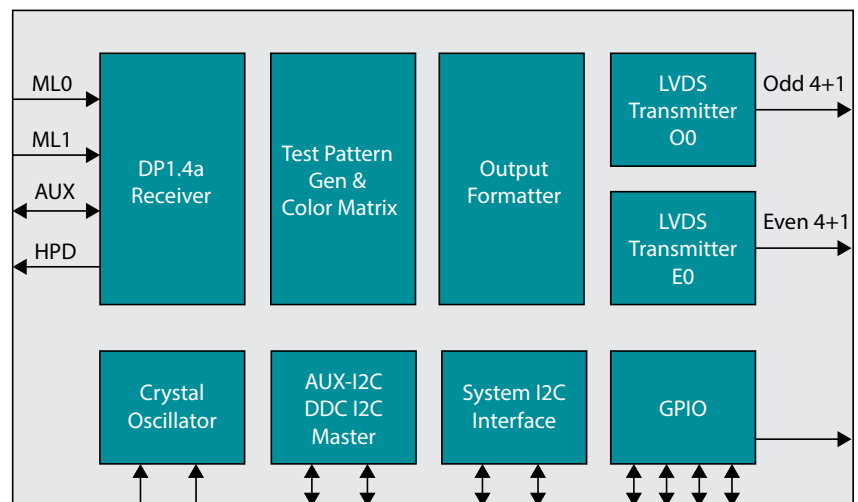 ML0
ML1
AUX
HPD
DP1.4a
Receiver
Test Pattern
Gen &
Color Matrix
Output
Formatter
LVDS
Transmitter
O0
Odd 4+1
LVDS
Transmitter
E0
Even 4+1
Crystal
Oscillator
AUX-I2C
DDC I2C
Master
System I2C
Interface
GPIO